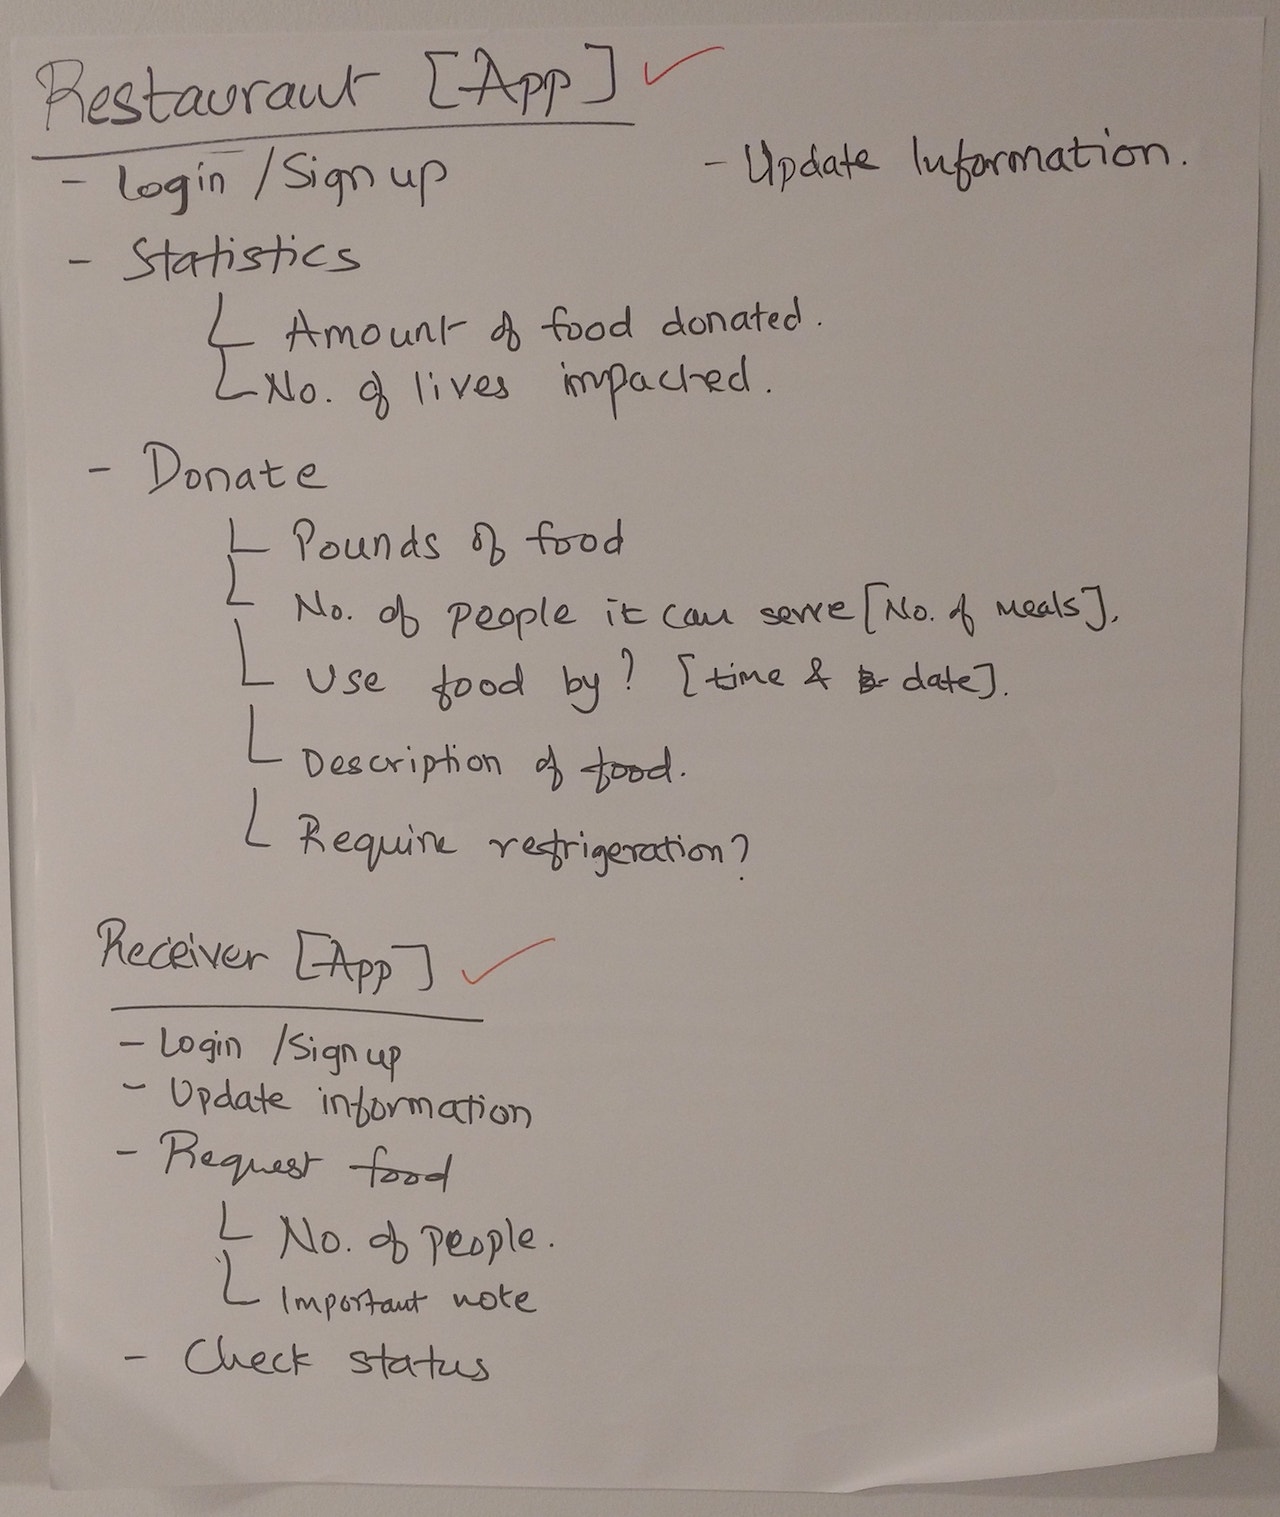 Restaurant [App] ✓
- Login / Sign up
- Update Information.
- Statistics
Amount of food donated.
No. of lives impacted.
- Donate
Pounds of food
No. of people it can serve [No. of meals].
Use food by? [time & date].
Description of food.
Require refrigeration?
Receiver [App] ✓
- Login / Sign up
- Update information
- Request food
No. of people.
Important note
- Check status